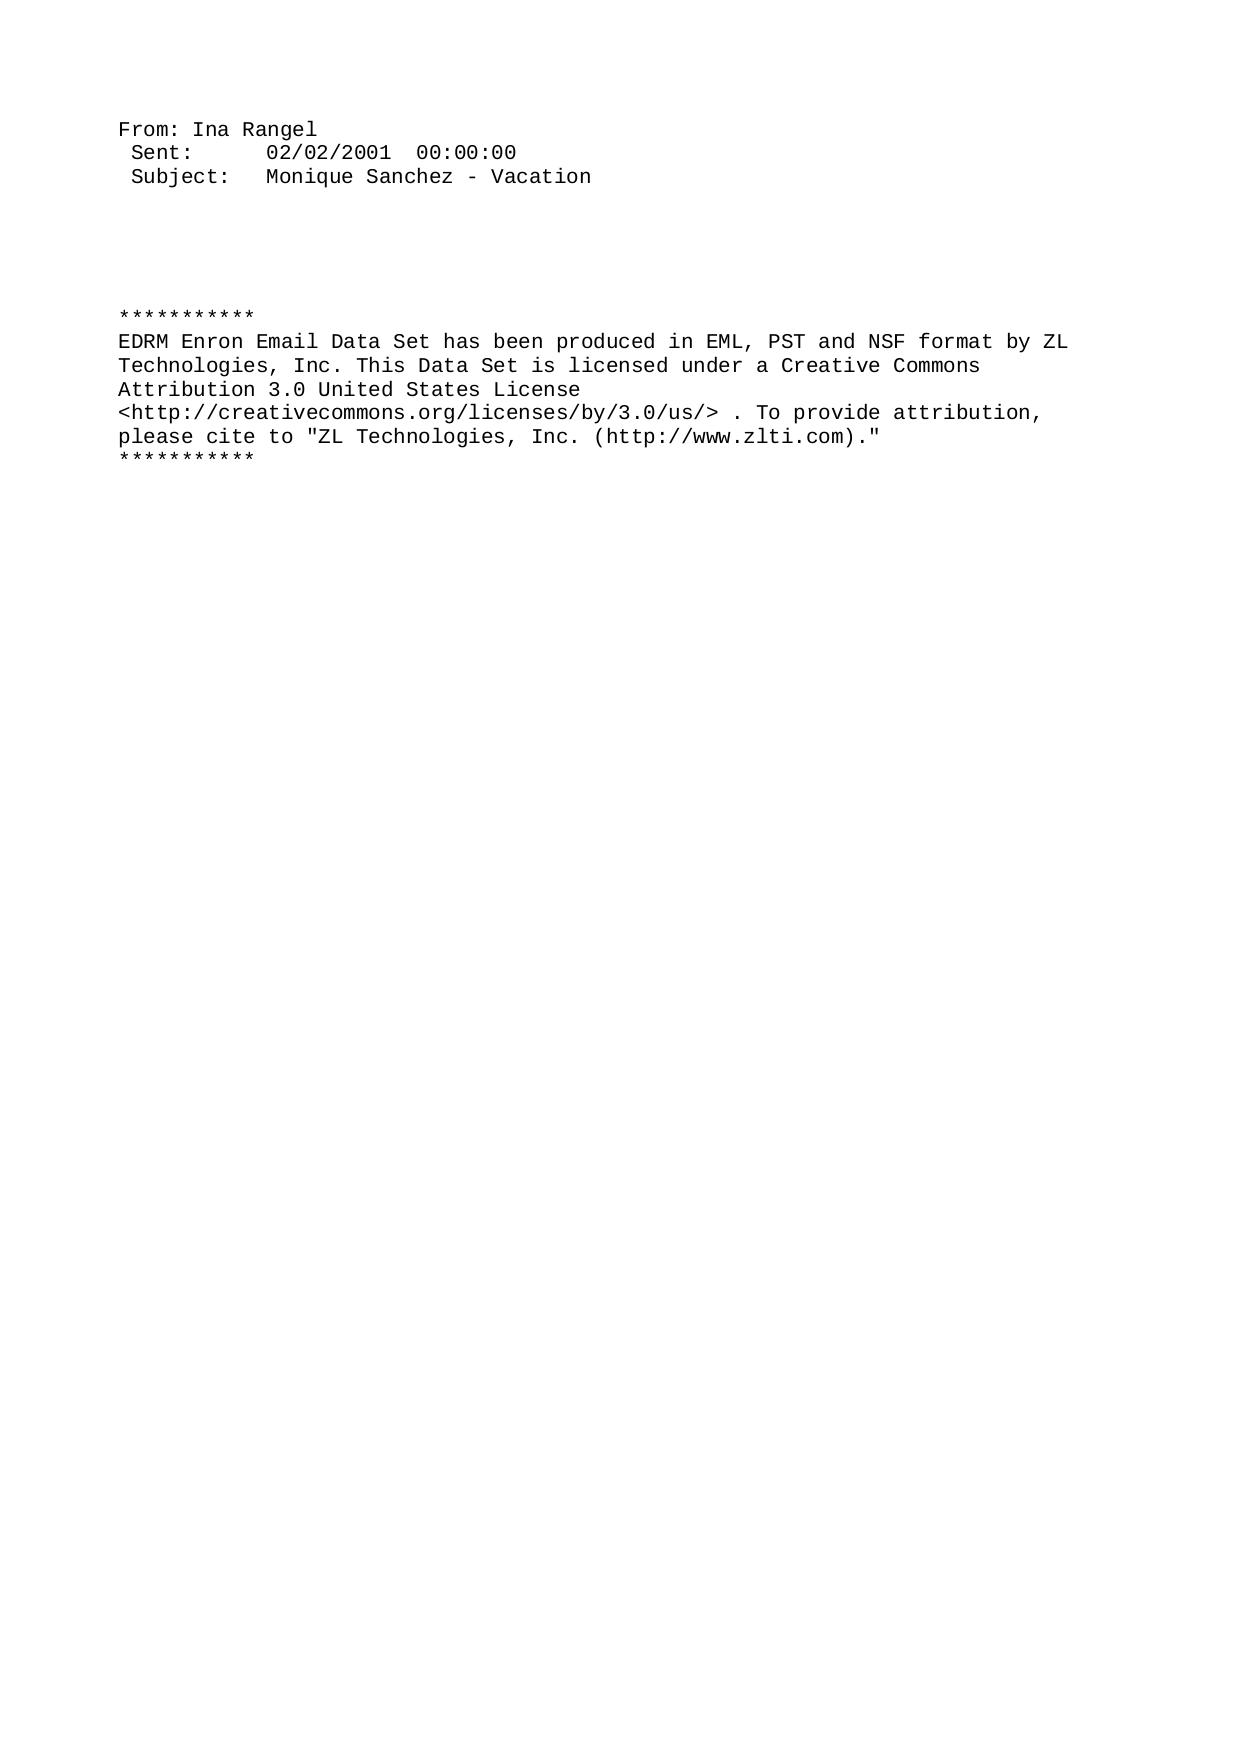 From: Ina Rangel
Sent: 02/02/2001 00:00:00
Subject: Monique Sanchez - Vacation
***********
EDRM Enron Email Data Set has been produced in EML, PST and NSF format by ZL
Technologies, Inc. This Data Set is licensed under a Creative Commons
Attribution 3.0 United States License
<http://creativecommons.org/licenses/by/3.0/us/> . To provide attribution,
please cite to "ZL Technologies, Inc. (http://www.zlti.com)."
***********